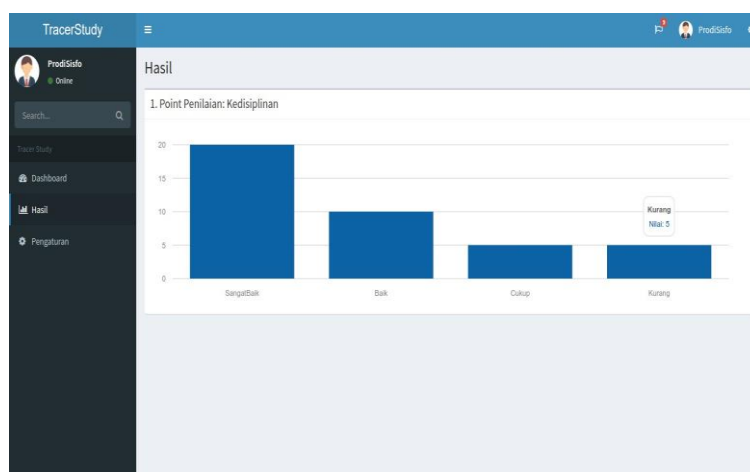 TracerStudy
ProdiSisfo
ProdiSisfo
Online
Search...
Tracer Study
Dashboard
Hasil
Pengaturan
Hasil
1. Point Penilaian: Kedisiplinan
20
15
10
5
0
SangatBaik
Baik
Cukup
Kurang
Kurang
Nilai: 5